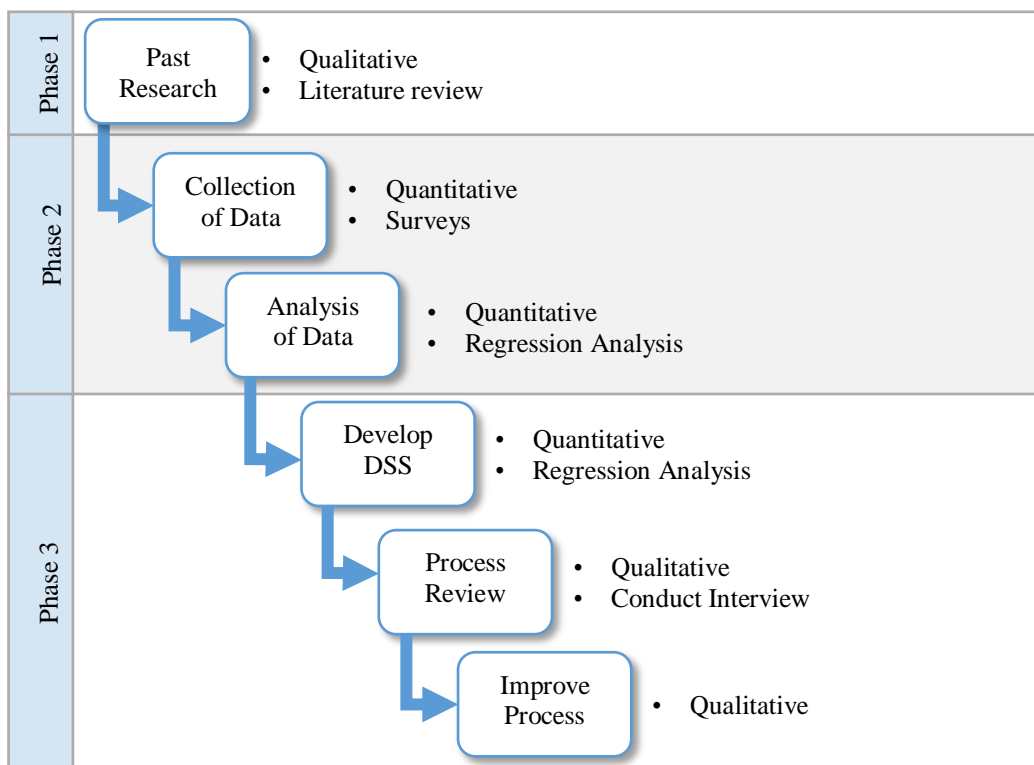 Phase 1
Past
Research
• Qualitative
• Literature review
Phase 2
Collection
of Data
• Quantitative
• Surveys
Analysis
of Data
• Quantitative
• Regression Analysis
Phase 3
Develop
DSS
• Quantitative
• Regression Analysis
Process
Review
• Qualitative
• Conduct Interview
Improve
Process
• Qualitative